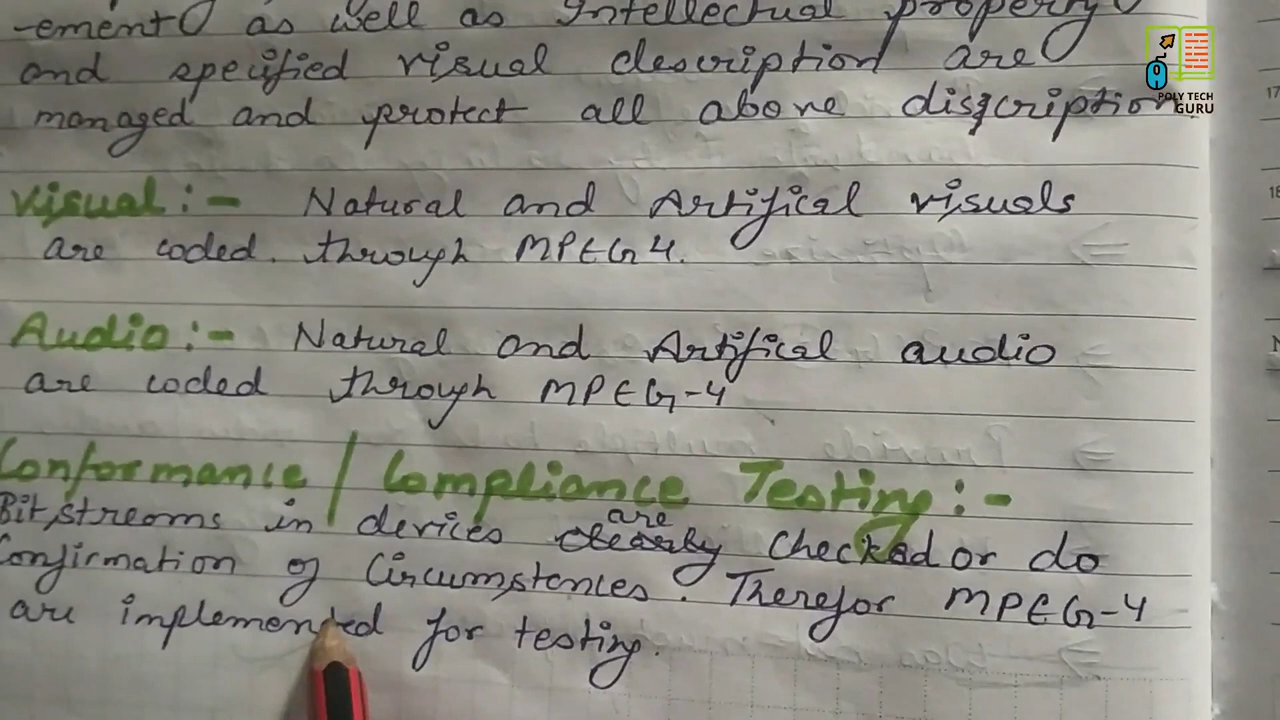 -ement as well as Intellectual property
and specified visual description are
managed and protect all above discription
POLY TECH
GURU
Visual :- Natural and Artifical visuals
are coded through MPEG4.
Audio :- Natural and Artifical audio
are coded through MPEG-4
Conformance / Compliance Testing :-
Bit,streams in devices are checked or do
Confirmation of Circumstences. Therefor MPEG-4
are implemented for testing.
17